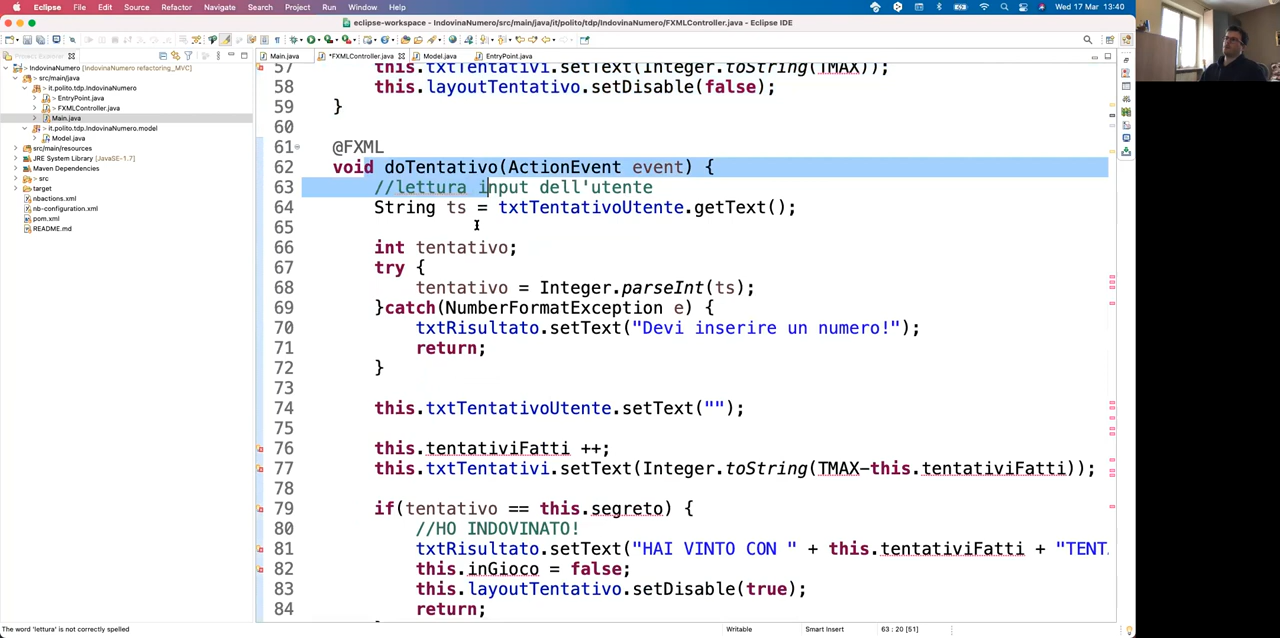 Eclipse File Edit Source Refactor Navigate Search Project Run Window Help Wed 17 Mar 13:40
eclipse-workspace - IndovinaNumero/src/main/java/it/polito/tdp/IndovinaNumero/FXMLController.java - Eclipse IDE
Project Explorer
Main.java *FXMLController.java Model.java EntryPoint.java
IndovinaNumero [IndovinaNumero refactoring_MVC]
src/main/java
it.polito.tdp.IndovinaNumero
EntryPoint.java
FXMLController.java
Main.java
it.polito.tdp.IndovinaNumero.model
Model.java
src/main/resources
JRE System Library [JavaSE-1.7]
Maven Dependencies
src
target
nbactions.xml
nb-configuration.xml
pom.xml
README.md
57 this.txtTentativi.setText(Integer.toString(TMAX));
58 this.layoutTentativo.setDisable(false);
59 }
60
61 @FXML
62 void doTentativo(ActionEvent event) {
63 //lettura input dell'utente
64 String ts = txtTentativoUtente.getText();
65
66 int tentativo;
67 try {
68 tentativo = Integer.parseInt(ts);
69 }catch(NumberFormatException e) {
70 txtRisultato.setText("Devi inserire un numero!");
71 return;
72 }
73
74 this.txtTentativoUtente.setText("");
75
76 this.tentativiFatti ++;
77 this.txtTentativi.setText(Integer.toString(TMAX-this.tentativiFatti));
78
79 if(tentativo == this.segreto) {
80 //HO INDOVINATO!
81 txtRisultato.setText("HAI VINTO CON " + this.tentativiFatti + "TENT
82 this.inGioco = false;
83 this.layoutTentativo.setDisable(true);
84 return;
The word 'lettura' is not correctly spelled Writable Smart Insert 63 : 20 [51]